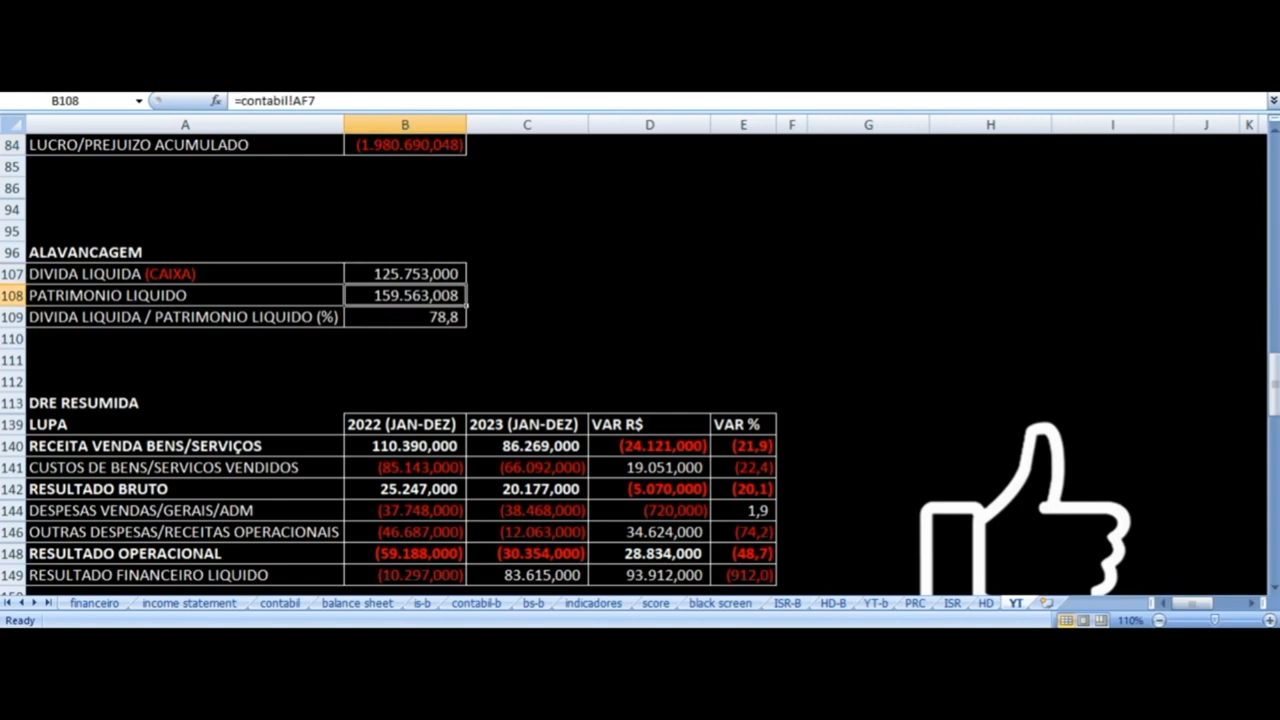 B108 fx =contabil!AF7
A B C D E F G H I J K
84 LUCRO/PREJUIZO ACUMULADO (1.980.690,048)
85
86
94
95
96 ALAVANCAGEM
107 DIVIDA LIQUIDA (CAIXA) 125.753,000
108 PATRIMONIO LIQUIDO 159.563,008
109 DIVIDA LIQUIDA / PATRIMONIO LIQUIDO (%) 78,8
110
111
112
113 DRE RESUMIDA
139 LUPA 2022 (JAN-DEZ) 2023 (JAN-DEZ) VAR R$ VAR %
140 RECEITA VENDA BENS/SERVIÇOS 110.390,000 86.269,000 (24.121,000) (21,9)
141 CUSTOS DE BENS/SERVICOS VENDIDOS (85.143,000) (66.092,000) 19.051,000 (22,4)
142 RESULTADO BRUTO 25.247,000 20.177,000 (5.070,000) (20,1)
144 DESPESAS VENDAS/GERAIS/ADM (37.748,000) (38.468,000) (720,000) 1,9
146 OUTRAS DESPESAS/RECEITAS OPERACIONAIS (46.687,000) (12.063,000) 34.624,000 (74,2)
148 RESULTADO OPERACIONAL (59.188,000) (30.354,000) 28.834,000 (48,7)
149 RESULTADO FINANCEIRO LIQUIDO (10.297,000) 83.615,000 93.912,000 (912,0)
financeiro income statement contabil balance sheet is-b contabil-b bs-b indicadores score black screen ISR-B HD-B YT-b PRC ISR HD YT
Ready 110%